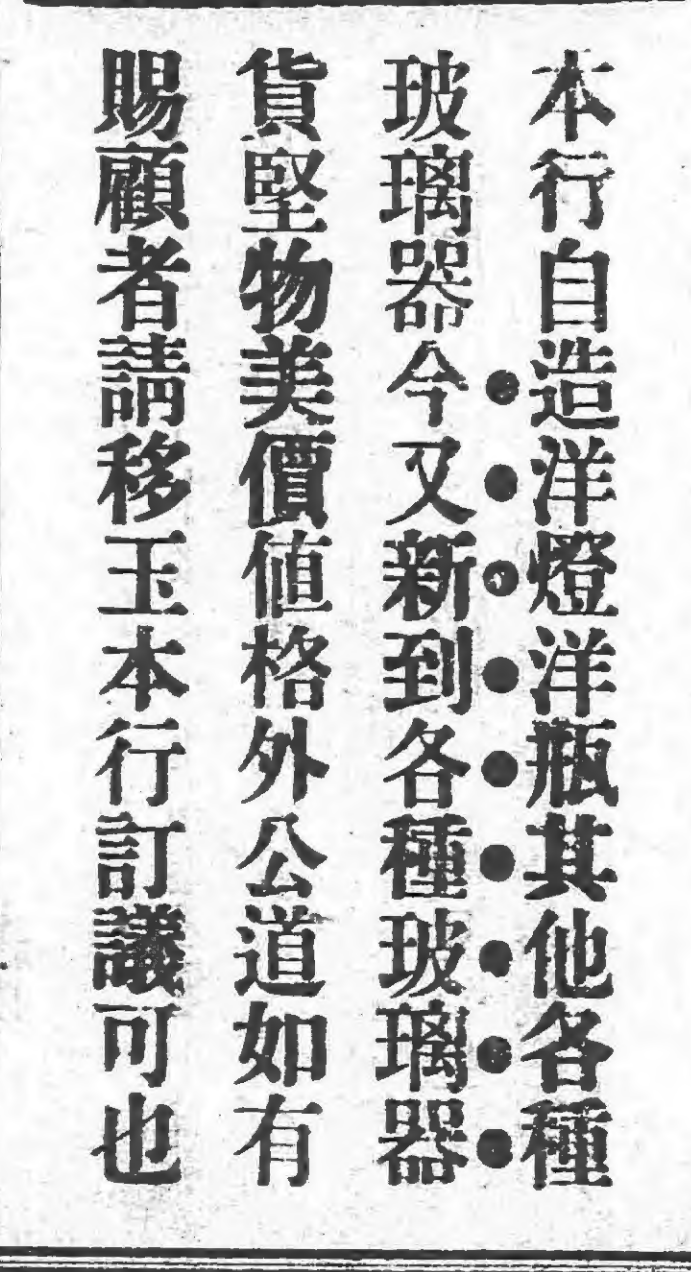 本行自造洋燈洋瓶其他各種
玻璃器今又新到各種玻璃器
貨堅物美價値格外公道如有
賜顧者請移玉本行訂議可也